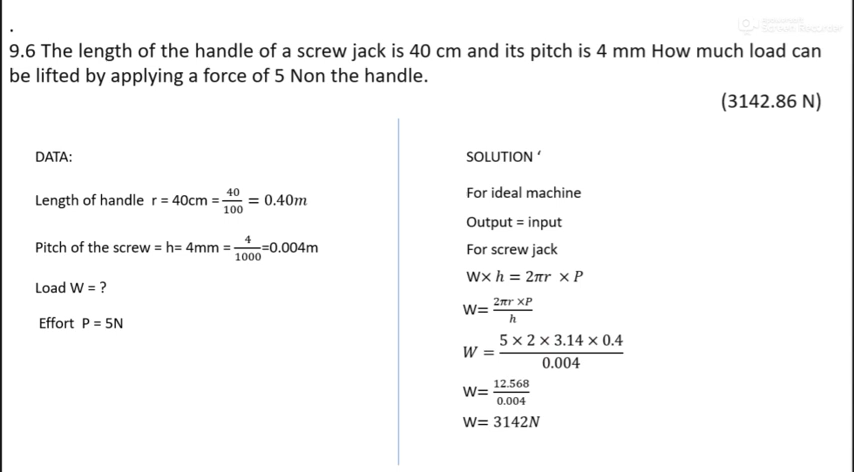 .
9.6 The length of the handle of a screw jack is 40 cm and its pitch is 4 mm How much load can
be lifted by applying a force of 5 Non the handle.
(3142.86 N)
DATA:
Length of handle r = 40cm = 40/100 = 0.40m
Pitch of the screw = h= 4mm = 4/1000 =0.004m
Load W = ?
Effort P = 5N
SOLUTION ‘
For ideal machine
Output = input
For screw jack
W× h = 2πr × P
W= 2πr ×P / h
W = 5 × 2 × 3.14 × 0.4 / 0.004
W= 12.568 / 0.004
W= 3142N